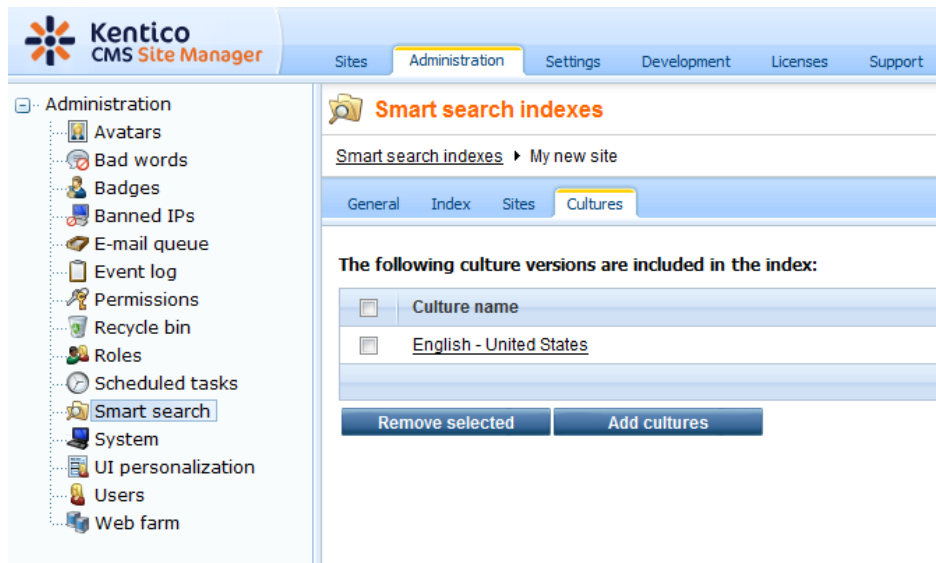 Kentico
CMS Site Manager
Sites Administration Settings Development Licenses Support
Administration
Avatars
Bad words
Badges
Banned IPs
E-mail queue
Event log
Permissions
Recycle bin
Roles
Scheduled tasks
Smart search
System
UI personalization
Users
Web farm
Smart search indexes
Smart search indexes My new site
General Index Sites Cultures
The following culture versions are included in the index:
Culture name
English - United States
Remove selected Add cultures